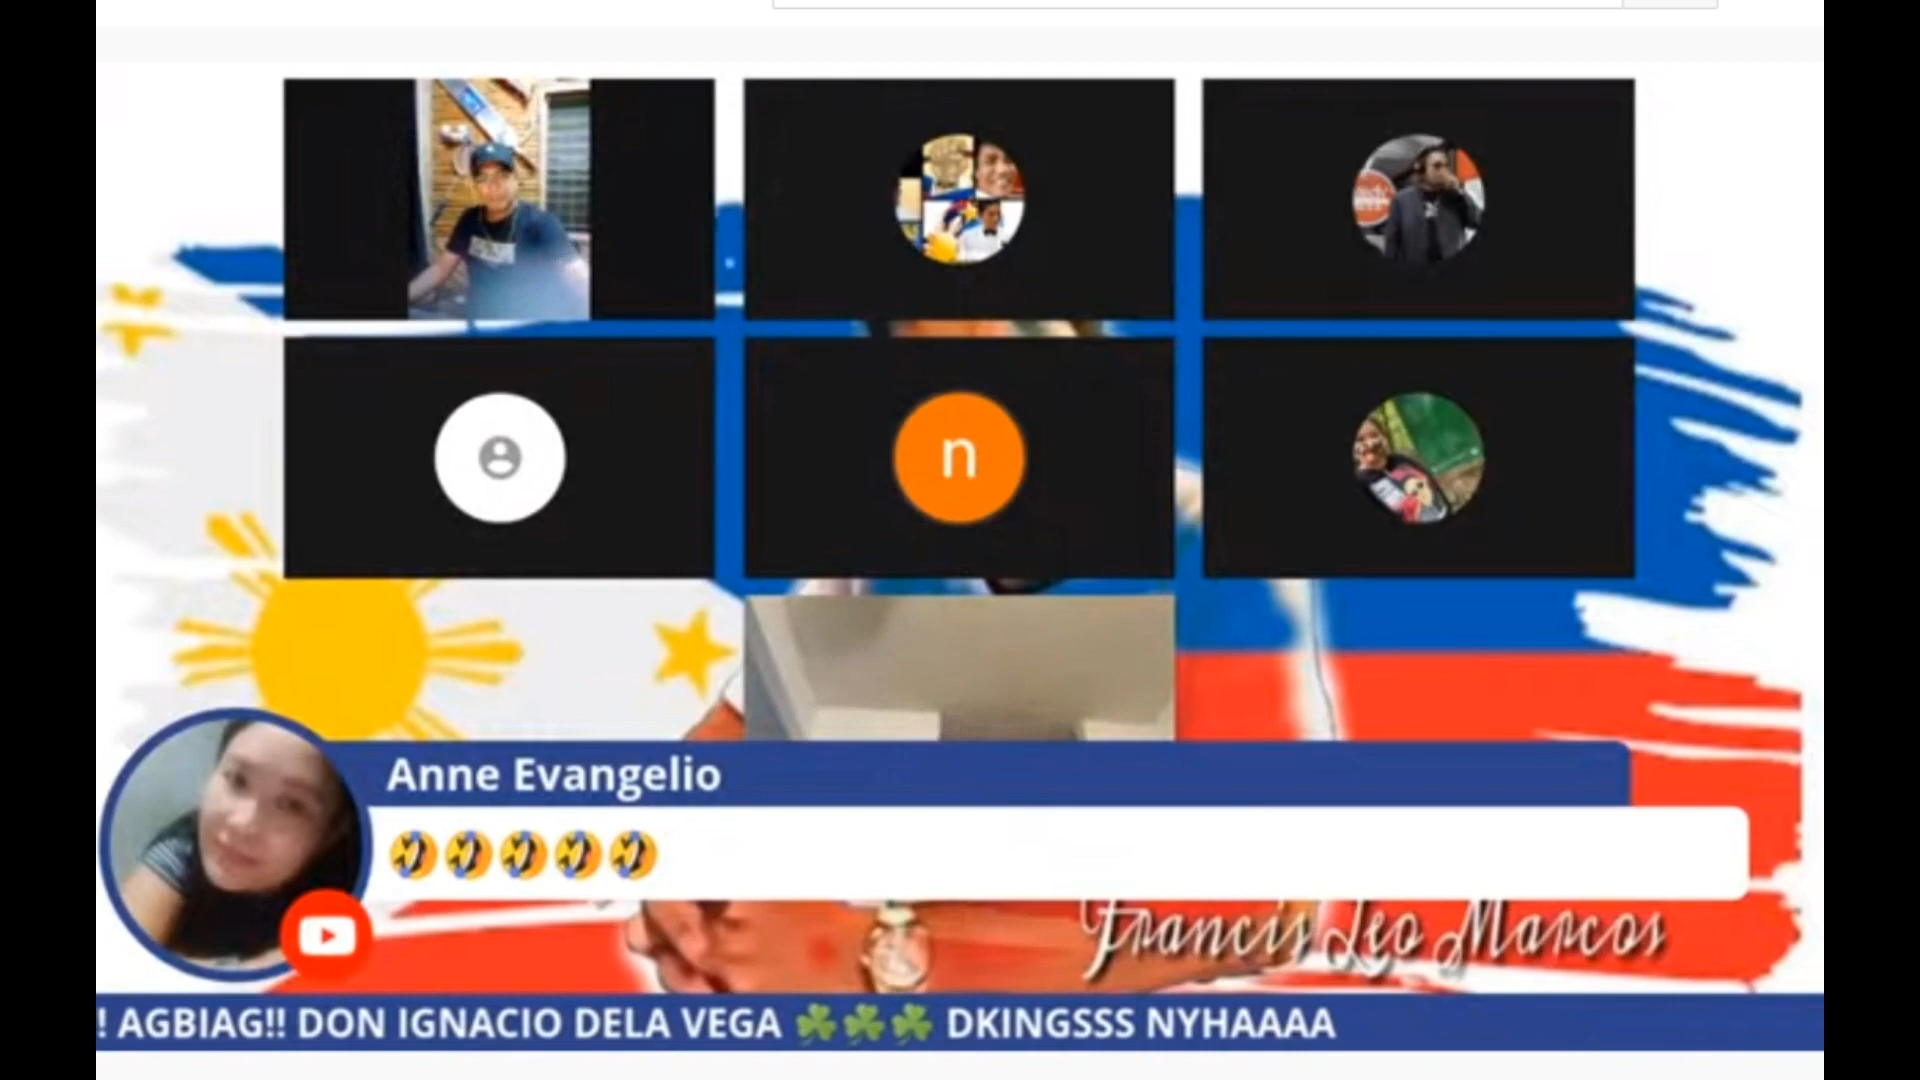 n
Anne Evangelio
🤣🤣🤣🤣🤣
Francis Leo Marcos
! AGBIAG!! DON IGNACIO DELA VEGA ☘️☘️☘️ DKINGSSS NYHAAAA